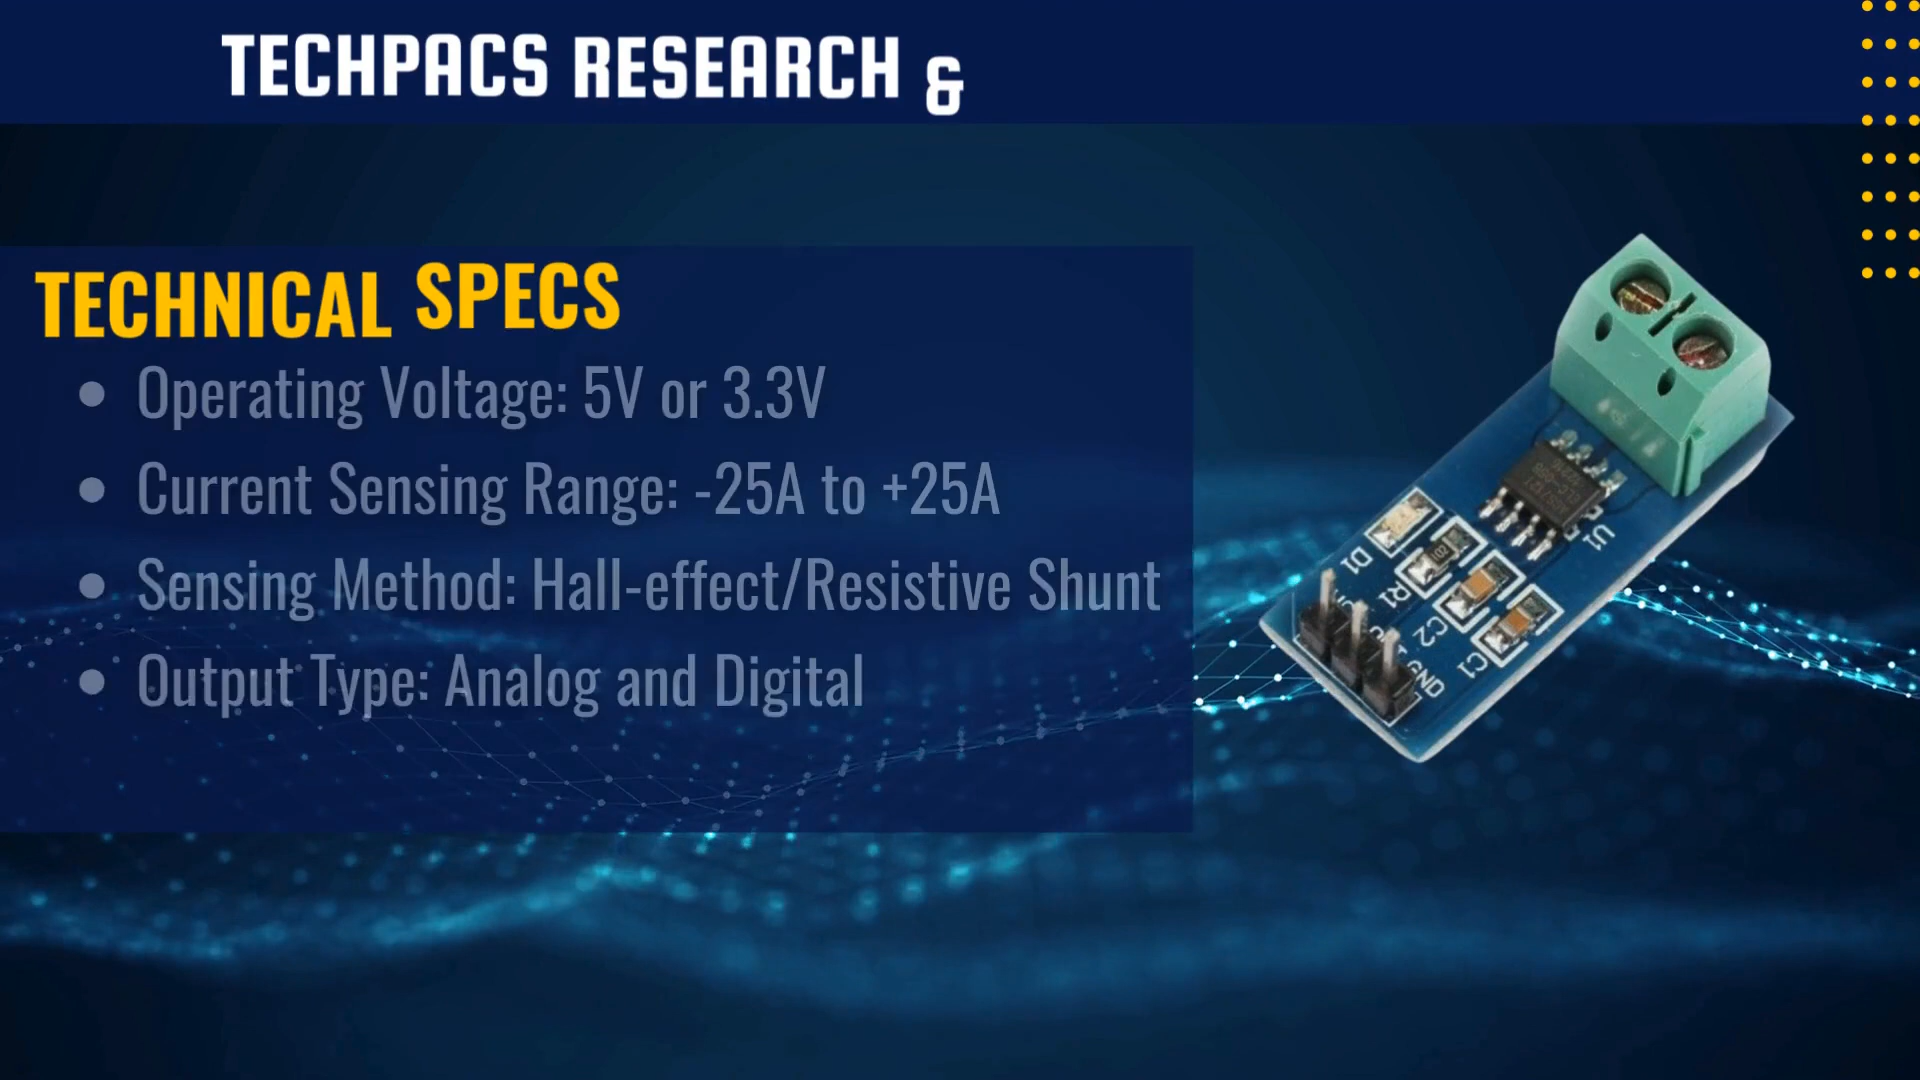 TECHPACS RESEARCH &
TECHNICAL SPECS
• Operating Voltage: 5V or 3.3V
• Current Sensing Range: -25A to +25A
• Sensing Method: Hall-effect/Resistive Shunt
• Output Type: Analog and Digital
U1
D1
R1
C2
C1
GND